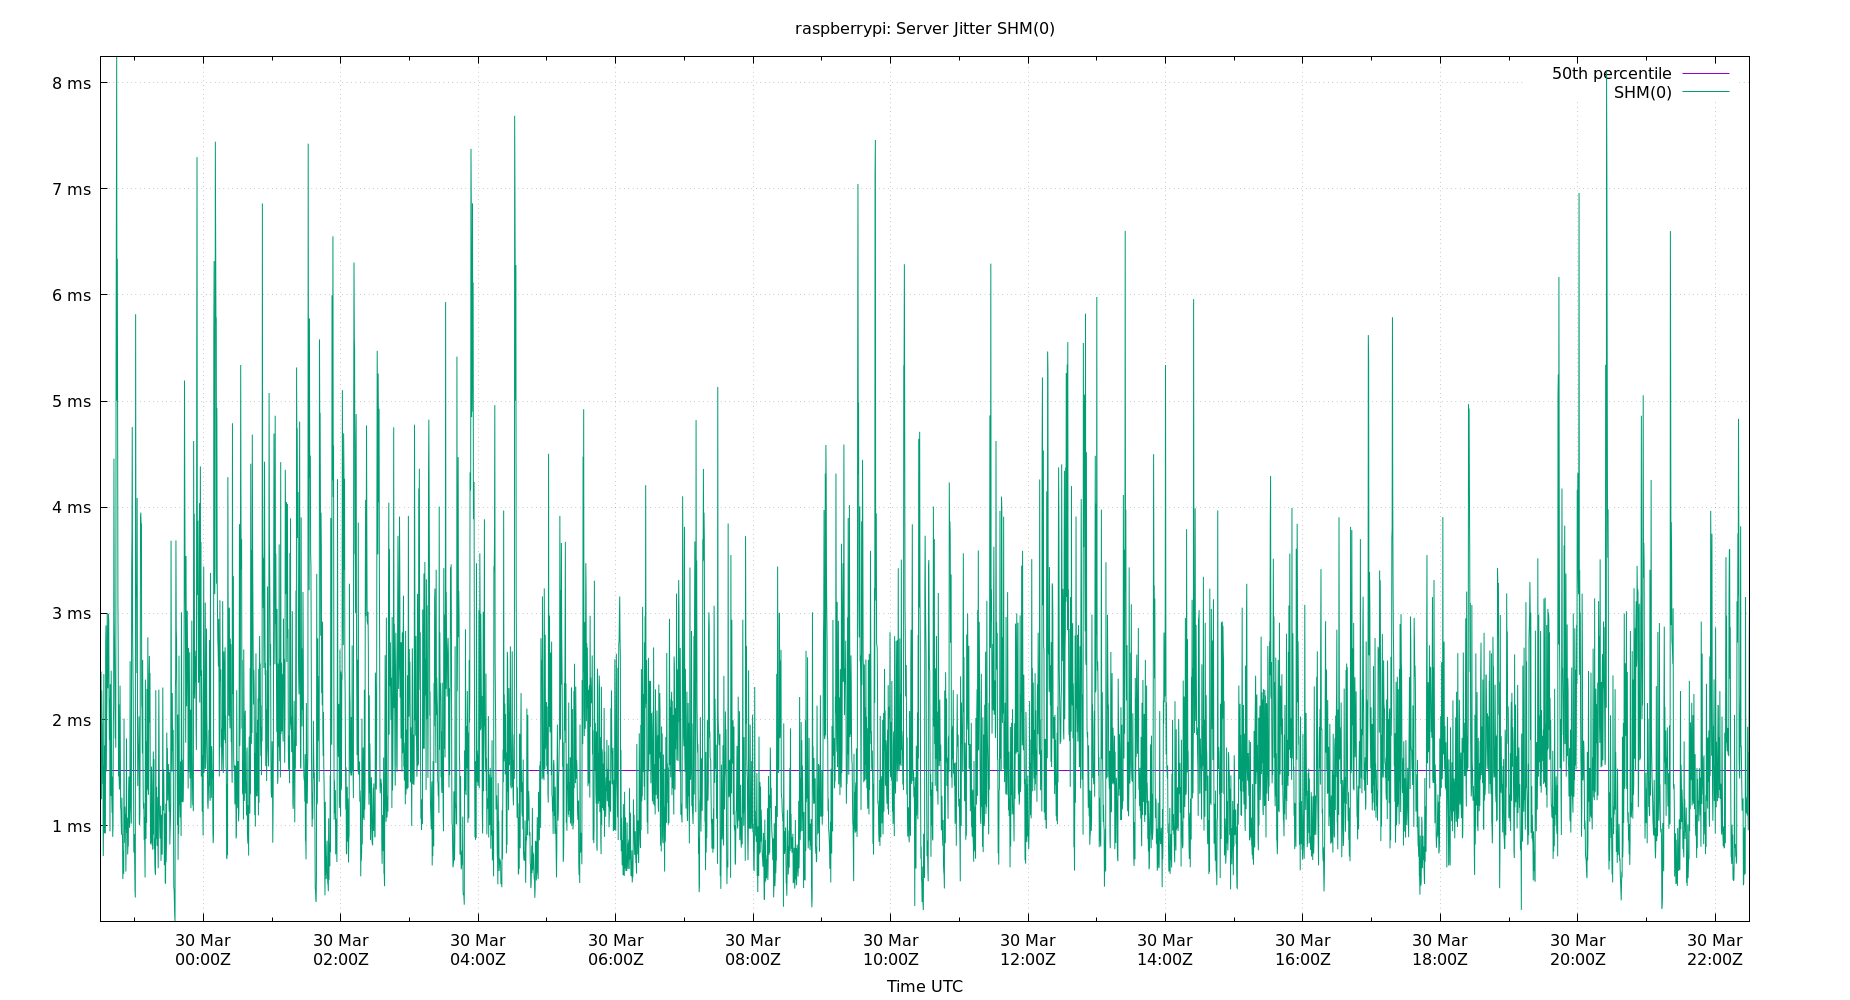 raspberrypi: Server Jitter SHM(0)
50th percentile
SHM(0)
8 ms
7 ms
6 ms
5 ms
4 ms
3 ms
2 ms
1 ms
30 Mar 30 Mar 30 Mar 30 Mar 30 Mar 30 Mar 30 Mar 30 Mar 30 Mar 30 Mar 30 Mar 30 Mar
00:00Z 02:00Z 04:00Z 06:00Z 08:00Z 10:00Z 12:00Z 14:00Z 16:00Z 18:00Z 20:00Z 22:00Z
Time UTC